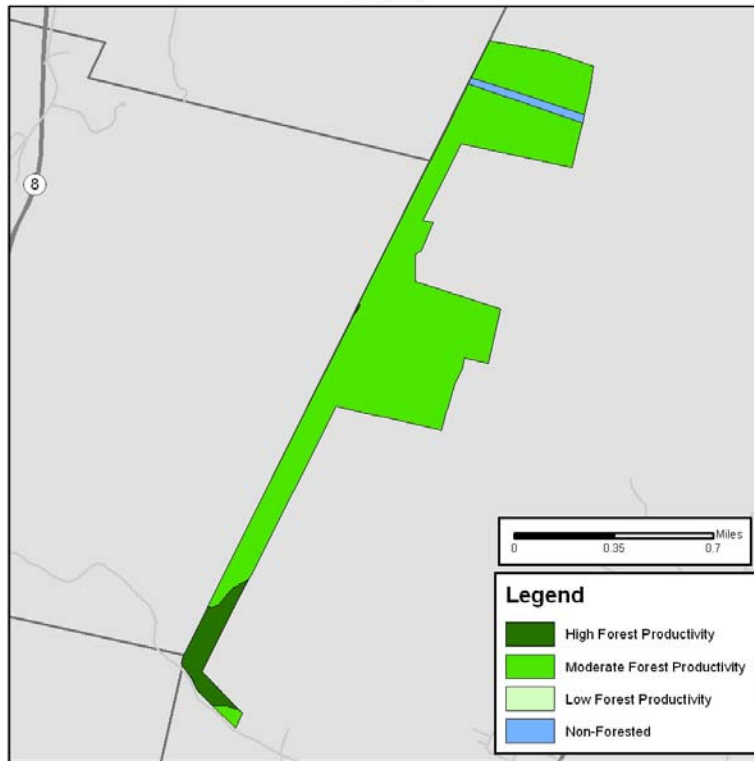 8
Miles
0 0.35 0.7
Legend
High Forest Productivity
Moderate Forest Productivity
Low Forest Productivity
Non-Forested